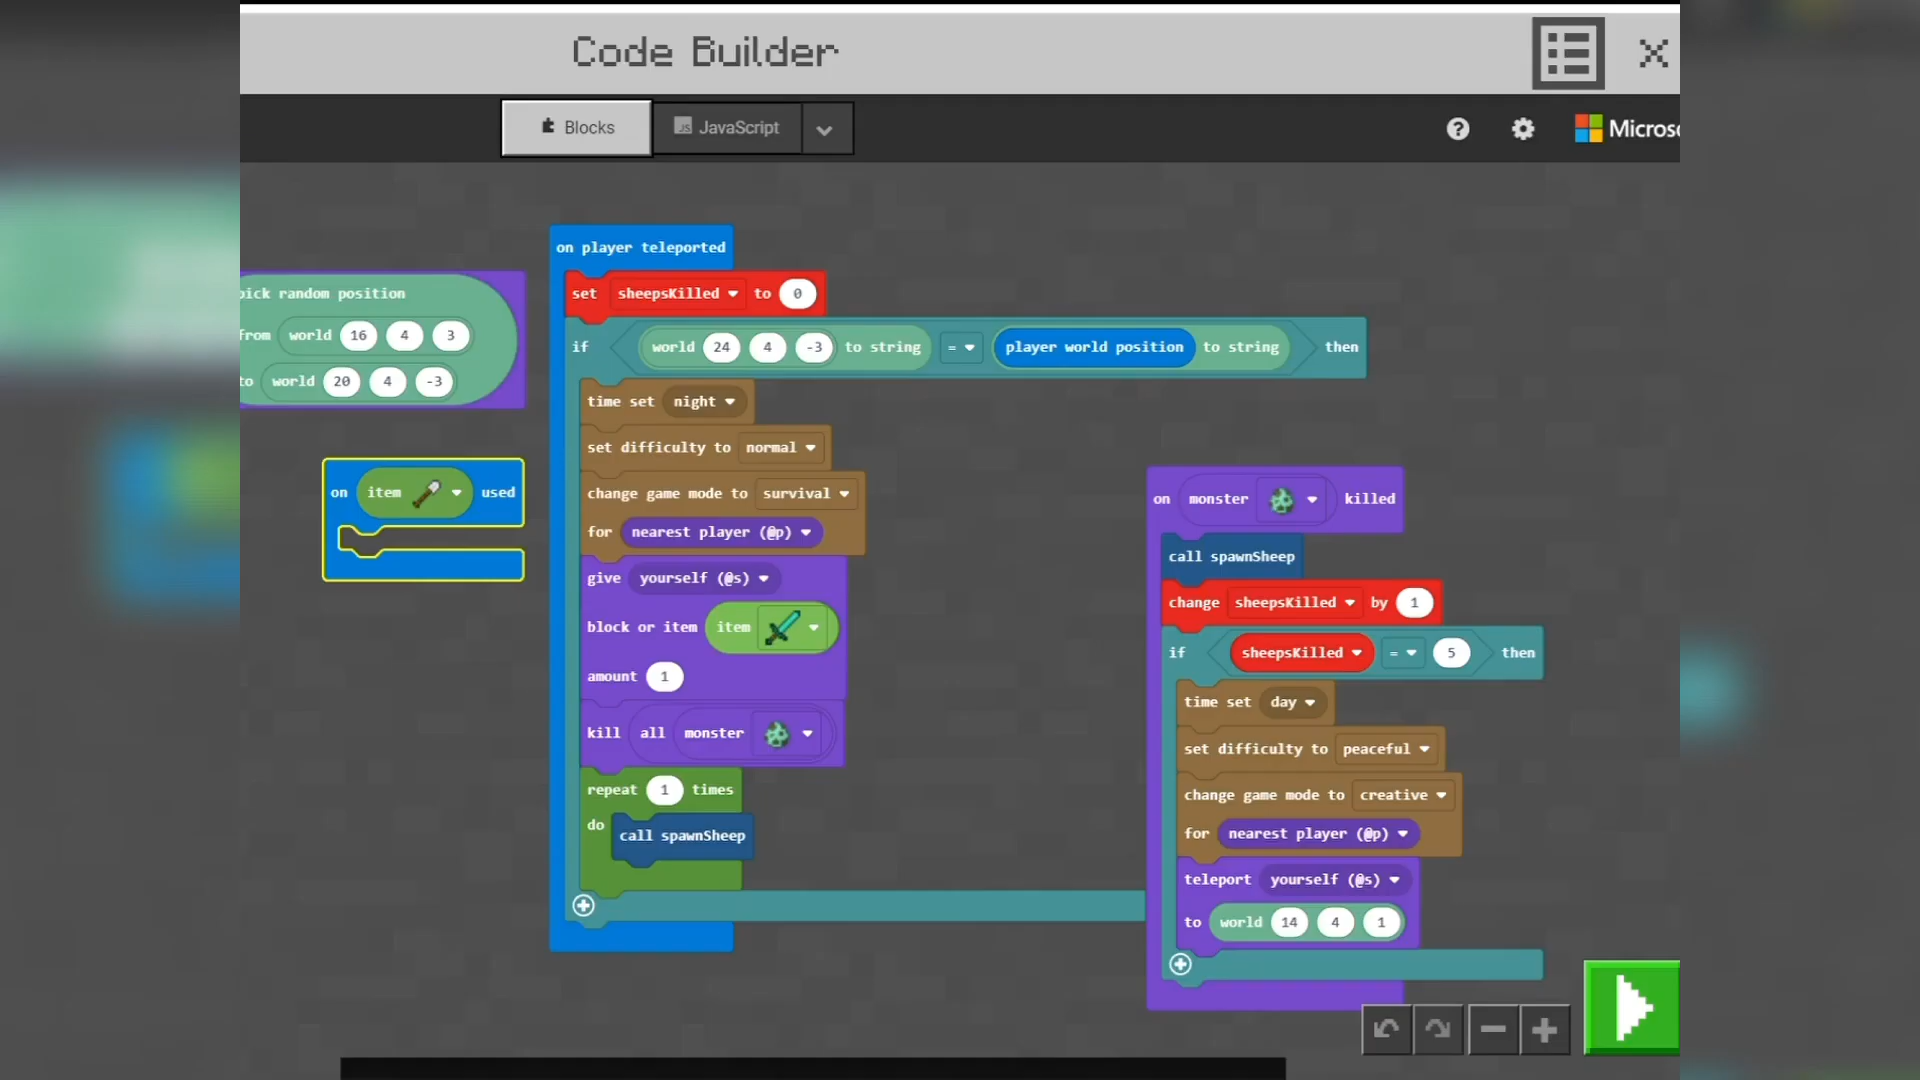 Code Builder
Blocks
JavaScript
Microso
pick random position
from world 16 4 3
to world 20 4 -3
on item used
on player teleported
set sheepsKilled to 0
if world 24 4 -3 to string = player world position to string then
time set night
set difficulty to normal
change game mode to survival
for nearest player (@p)
give yourself (@s)
block or item item
amount 1
kill all monster
repeat 1 times
do call spawnSheep
on monster killed
call spawnSheep
change sheepsKilled by 1
if sheepsKilled = 5 then
time set day
set difficulty to peaceful
change game mode to creative
for nearest player (@p)
teleport yourself (@s)
to world 14 4 1